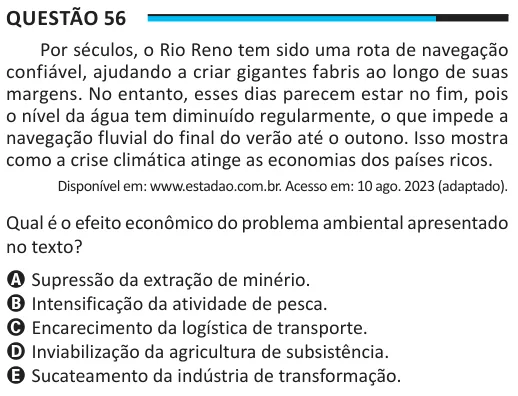 QUESTÃO 56
Por séculos, o Rio Reno tem sido uma rota de navegação
confiável, ajudando a criar gigantes fabris ao longo de suas
margens. No entanto, esses dias parecem estar no fim, pois
o nível da água tem diminuído regularmente, o que impede a
navegação fluvial do final do verão até o outono. Isso mostra
como a crise climática atinge as economias dos países ricos.
Disponível em: www.estadao.com.br. Acesso em: 10 ago. 2023 (adaptado).
Qual é o efeito econômico do problema ambiental apresentado
no texto?
A Supressão da extração de minério.
B Intensificação da atividade de pesca.
C Encarecimento da logística de transporte.
D Inviabilização da agricultura de subsistência.
E Sucateamento da indústria de transformação.